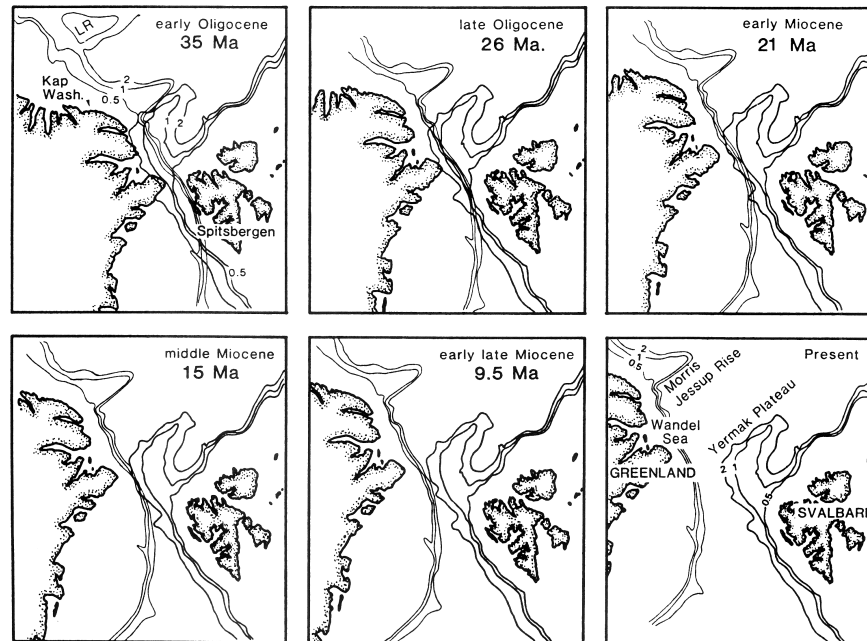 LR
early Oligocene
35 Ma
Kap
Wash.
2
1
0.5
1 2
Spitsbergen
0.5
late Oligocene
26 Ma.
early Miocene
21 Ma
middle Miocene
15 Ma
early late Miocene
9.5 Ma
Present
2
1
0.5
Morris
Jessup Rise
Yermak Plateau
Wandel
Sea
GREENLAND
2 1
0.5
SVALBARD